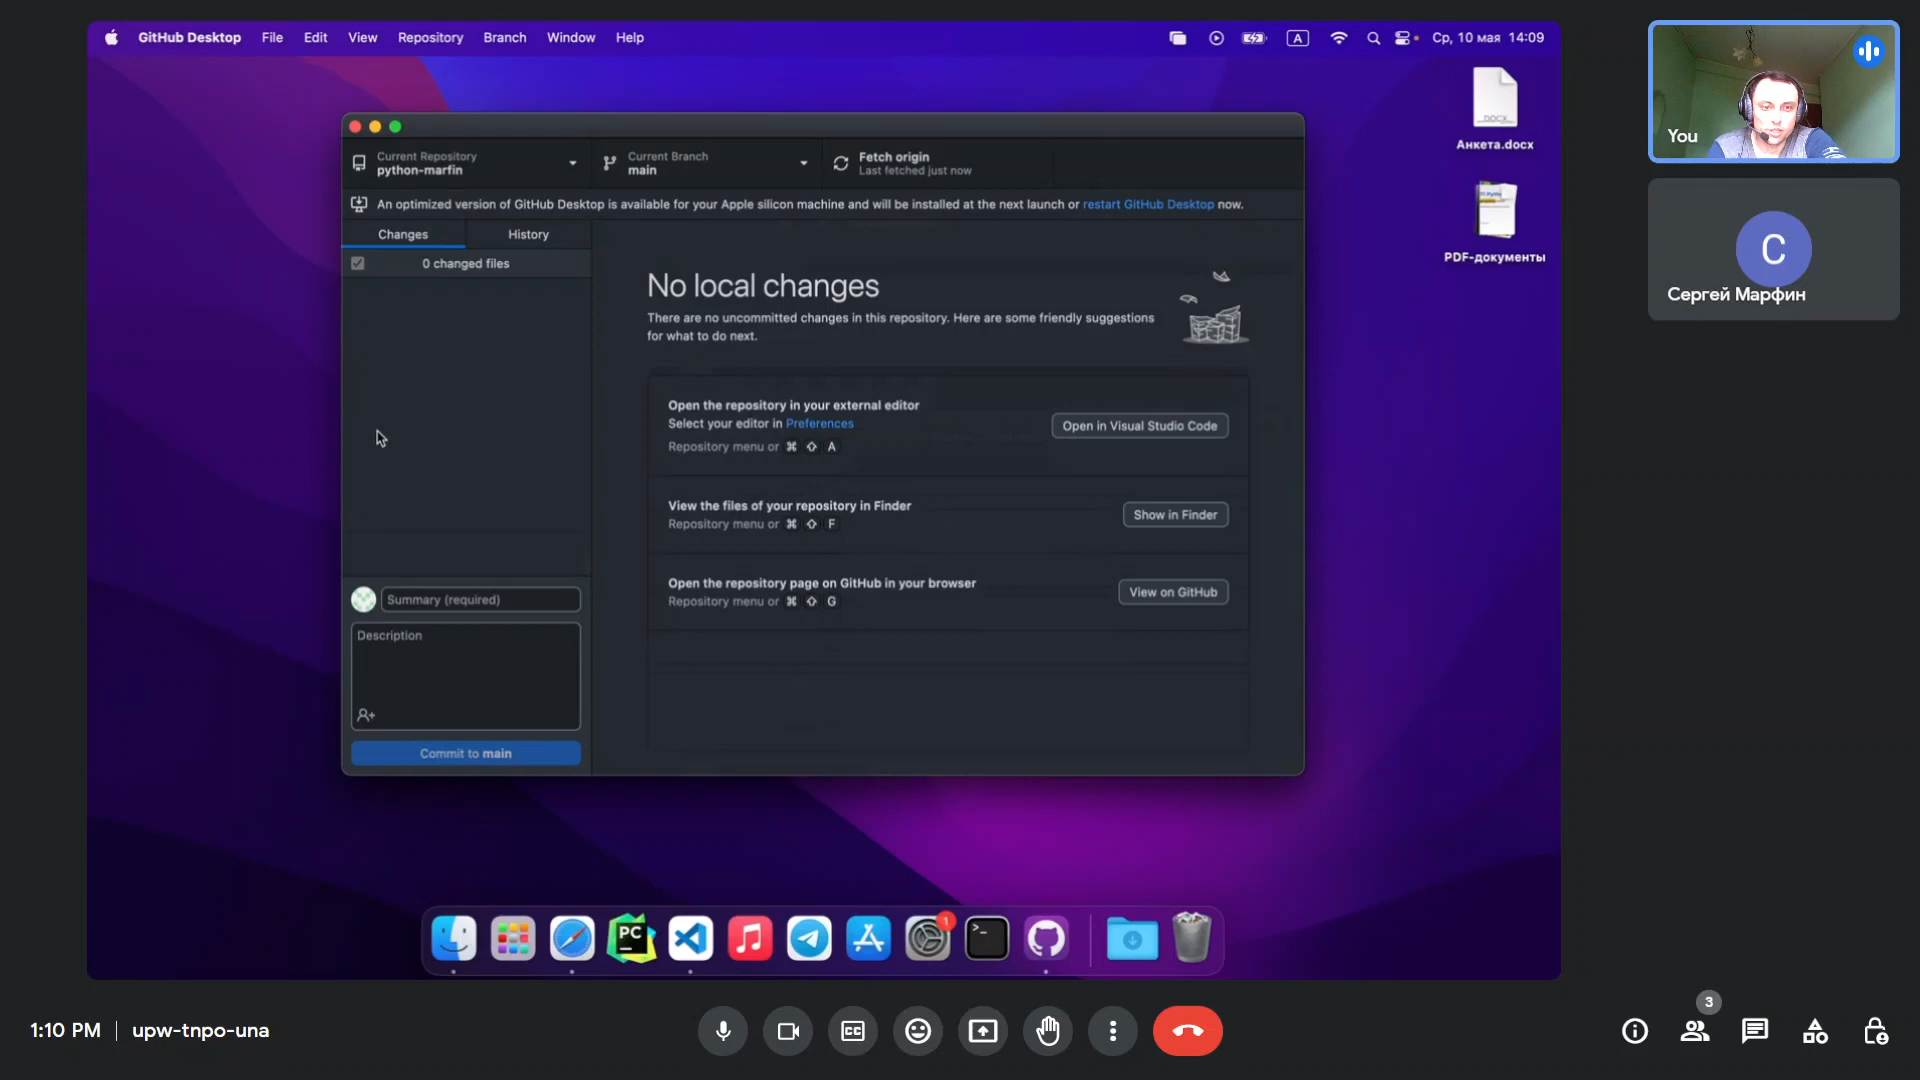 GitHub Desktop File Edit View Repository Branch Window Help
A
Ср, 10 мая 14:09
Current Repository
python-marfin
Current Branch
main
Fetch origin
Last fetched just now
An optimized version of GitHub Desktop is available for your Apple silicon machine and will be installed at the next launch or restart GitHub Desktop now.
Changes
History
0 changed files
No local changes
There are no uncommitted changes in this repository. Here are some friendly suggestions
for what to do next.
Open the repository in your external editor
Select your editor in Preferences
Repository menu or ⌘ ⇧ A
Open in Visual Studio Code
View the files of your repository in Finder
Repository menu or ⌘ ⇧ F
Show in Finder
Open the repository page on GitHub in your browser
Repository menu or ⌘ ⇧ G
View on GitHub
Summary (required)
Description
Commit to main
DOCX
Анкета.docx
PDF-документы
You
С
Сергей Марфин
PC
1
1:10 PM
upw-tnpo-una
CC
3